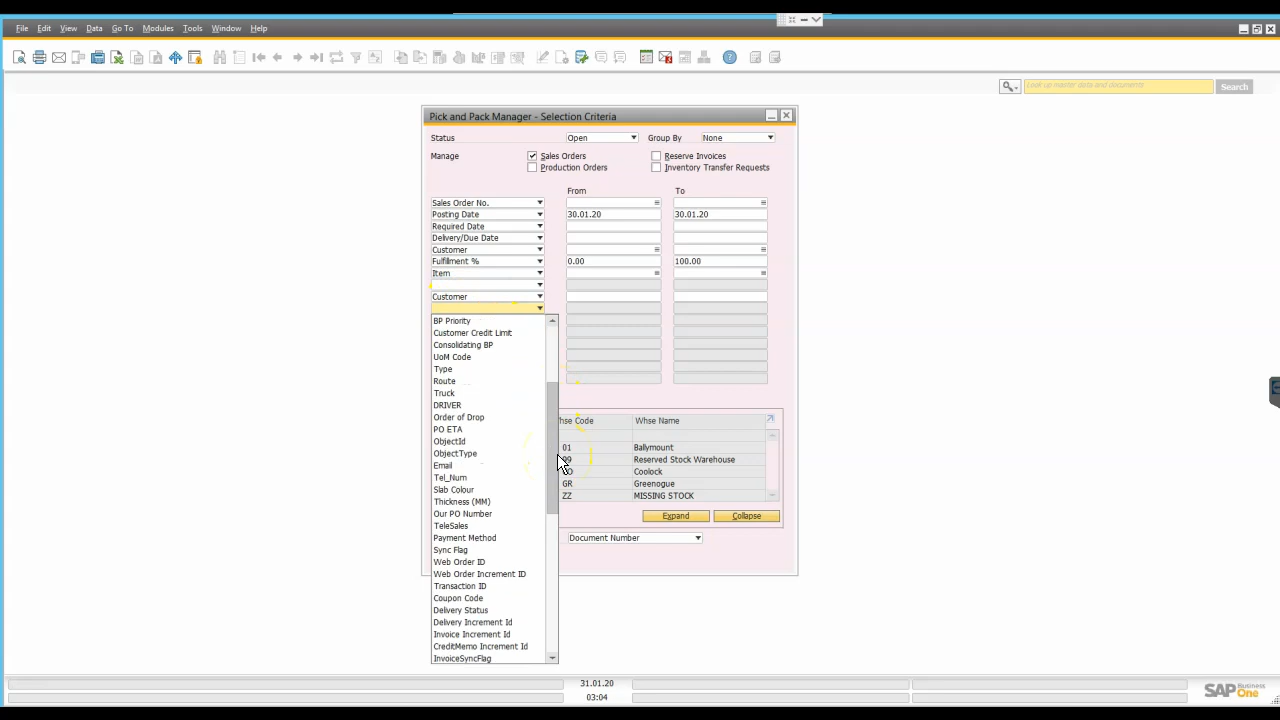 File Edit View Data Go To Modules Tools Window Help
Look up master data and documents Search
Pick and Pack Manager - Selection Criteria
Status Open Group By None
Manage Sales Orders Reserve Invoices
Production Orders Inventory Transfer Requests
From To
Sales Order No.
Posting Date 30.01.20 30.01.20
Required Date
Delivery/Due Date
Customer
Fulfillment % 0.00 100.00
Item
Customer
BP Priority
Customer Credit Limit
Consolidating BP
UoM Code
Type
Route
Truck
DRIVER
Order of Drop
PO ETA
ObjectId
ObjectType
Email
Tel_Num
Slab Colour
Thickness (MM)
Our PO Number
TeleSales
Payment Method
Sync Flag
Web Order ID
Web Order Increment ID
Transaction ID
Coupon Code
Delivery Status
Delivery Increment Id
Invoice Increment Id
CreditMemo Increment Id
InvoiceSyncFlag
Code Whse Name
01 Ballymount
Reserved Stock Warehouse
Coolock
GR Greenogue
ZZ MISSING STOCK
Expand Collapse
Document Number
31.01.20
03:04
SAP Business One